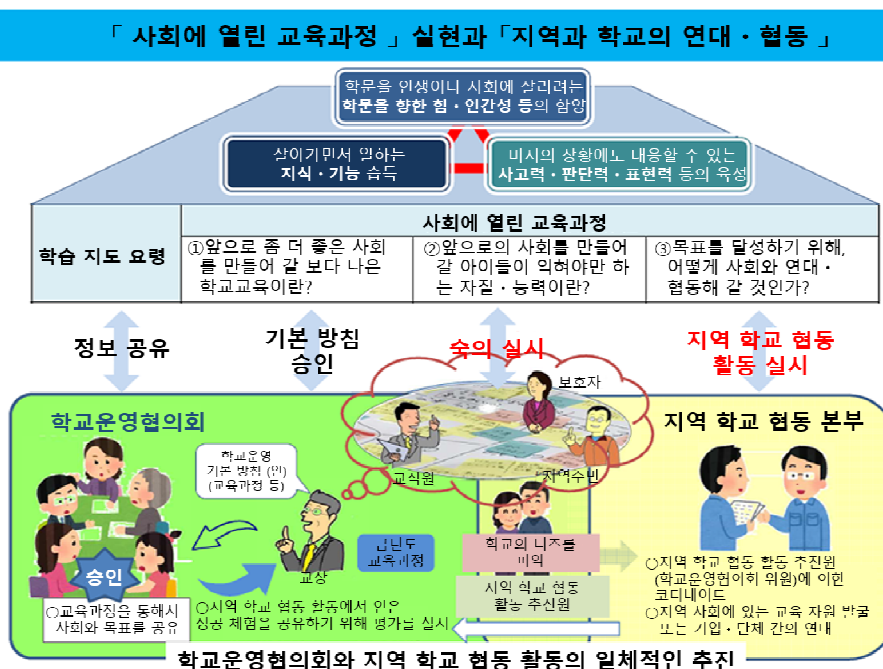 「 사회에 열린 교육과정 」 실현과 「지역과 학교의 연대・협동 」
학문을 인생이나 사회에 살리려는
학문을 향한 힘・인간성 등의 함양
살아가면서 일하는
지식・기능 습득
미지의 상황에도 대응할 수 있는
사고력・판단력・표현력 등의 육성
학습 지도 요령
사회에 열린 교육과정
①앞으로 좀 더 좋은 사회
를 만들어 갈 보다 나은
학교교육이란?
②앞으로의 사회를 만들어
갈 아이들이 익혀야만 하
는 자질・능력이란?
③목표를 달성하기 위해,
어떻게 사회와 연대・
협동해 갈 것인가?
정보 공유
기본 방침
승인
숙의 실시
지역 학교 협동
활동 실시
학교운영협의회
보호자
교직원
지역주민
지역 학교 협동 본부
학교운영
기본 방침 (안)
(교육과정 등)
교장
금년도
교육과정
학교의 니즈를
파악
지역 학교 협동
활동 추진원
승인
○교육과정을 통해서
사회와 목표를 공유
○지역 학교 협동 활동에서 얻은
성공 체험을 공유하기 위해 평가를 실시
○지역 학교 협동 활동 추진원
(학교운영협의회 위원)에 의한
코디네이트
○지역 사회에 있는 교육 자원 발굴
또는 기업・단체 간의 연대
학교운영협의회와 지역 학교 협동 활동의 일체적인 추진